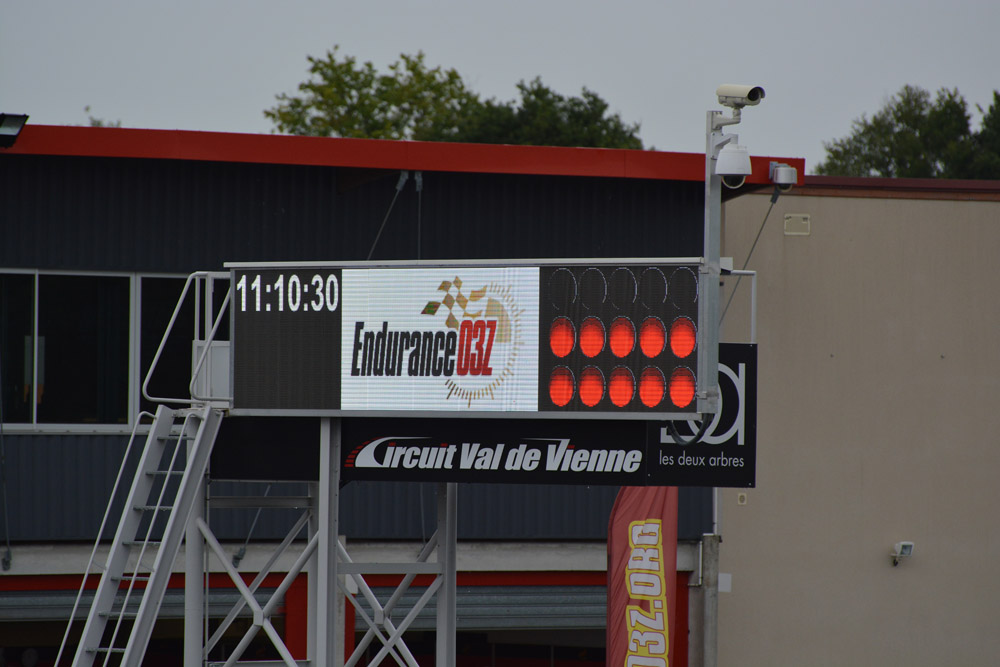 11:10:30
Endurance 03Z
Circuit Val de Vienne
les deux arbres
03Z.ORG